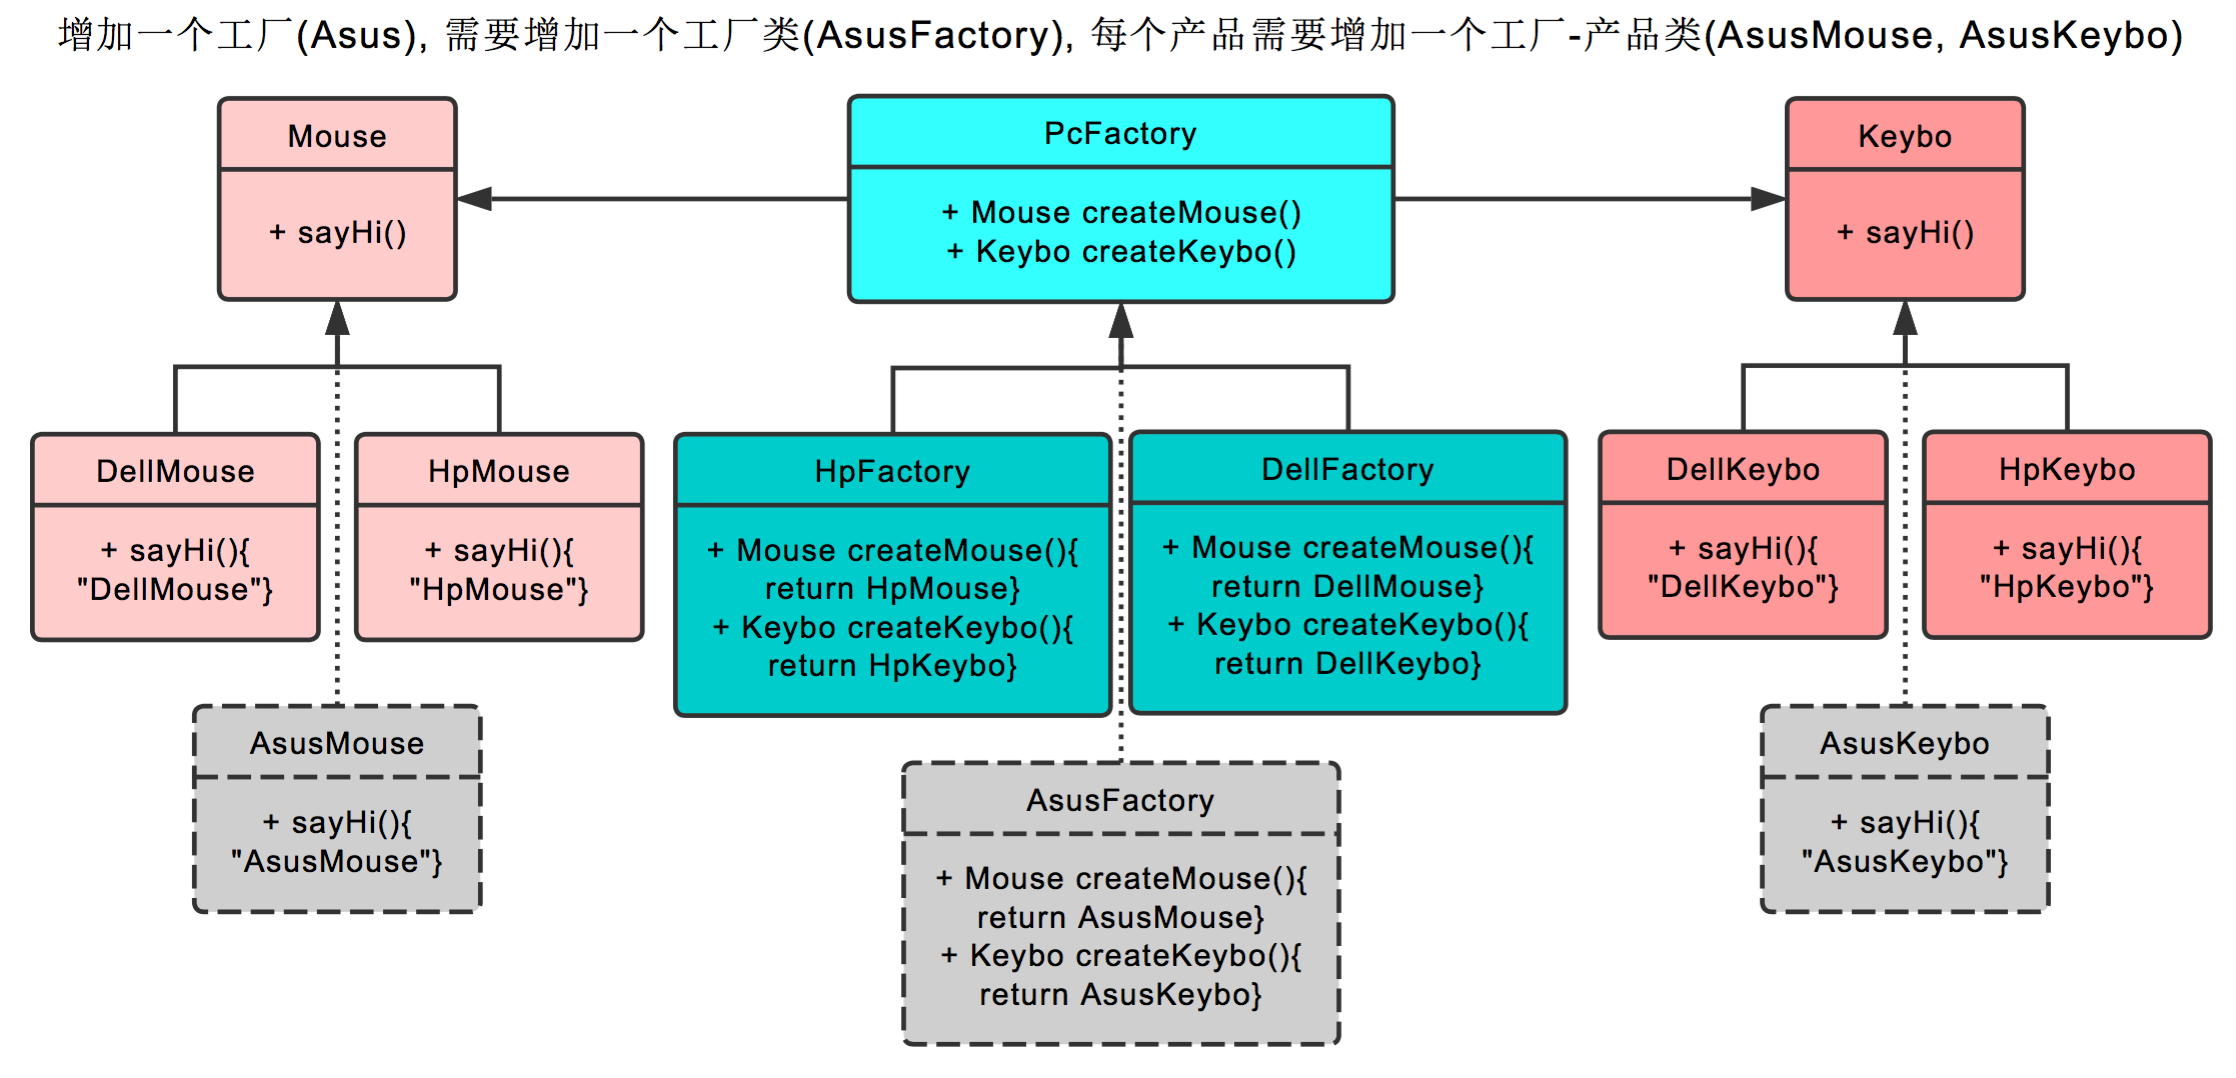 增加一个工厂(Asus), 需要增加一个工厂类(AsusFactory), 每个产品需要增加一个工厂-产品类(AsusMouse, AsusKeybo)
Mouse
+ sayHi()
PcFactory
+ Mouse createMouse()
+ Keybo createKeybo()
Keybo
+ sayHi()
DellMouse
+ sayHi(){
"DellMouse"}
HpMouse
+ sayHi(){
"HpMouse"}
HpFactory
+ Mouse createMouse(){
return HpMouse}
+ Keybo createKeybo(){
return HpKeybo}
DellFactory
+ Mouse createMouse(){
return DellMouse}
+ Keybo createKeybo(){
return DellKeybo}
DellKeybo
+ sayHi(){
"DellKeybo"}
HpKeybo
+ sayHi(){
"HpKeybo"}
AsusMouse
+ sayHi(){
"AsusMouse"}
AsusFactory
+ Mouse createMouse(){
return AsusMouse}
+ Keybo createKeybo(){
return AsusKeybo}
AsusKeybo
+ sayHi(){
"AsusKeybo"}